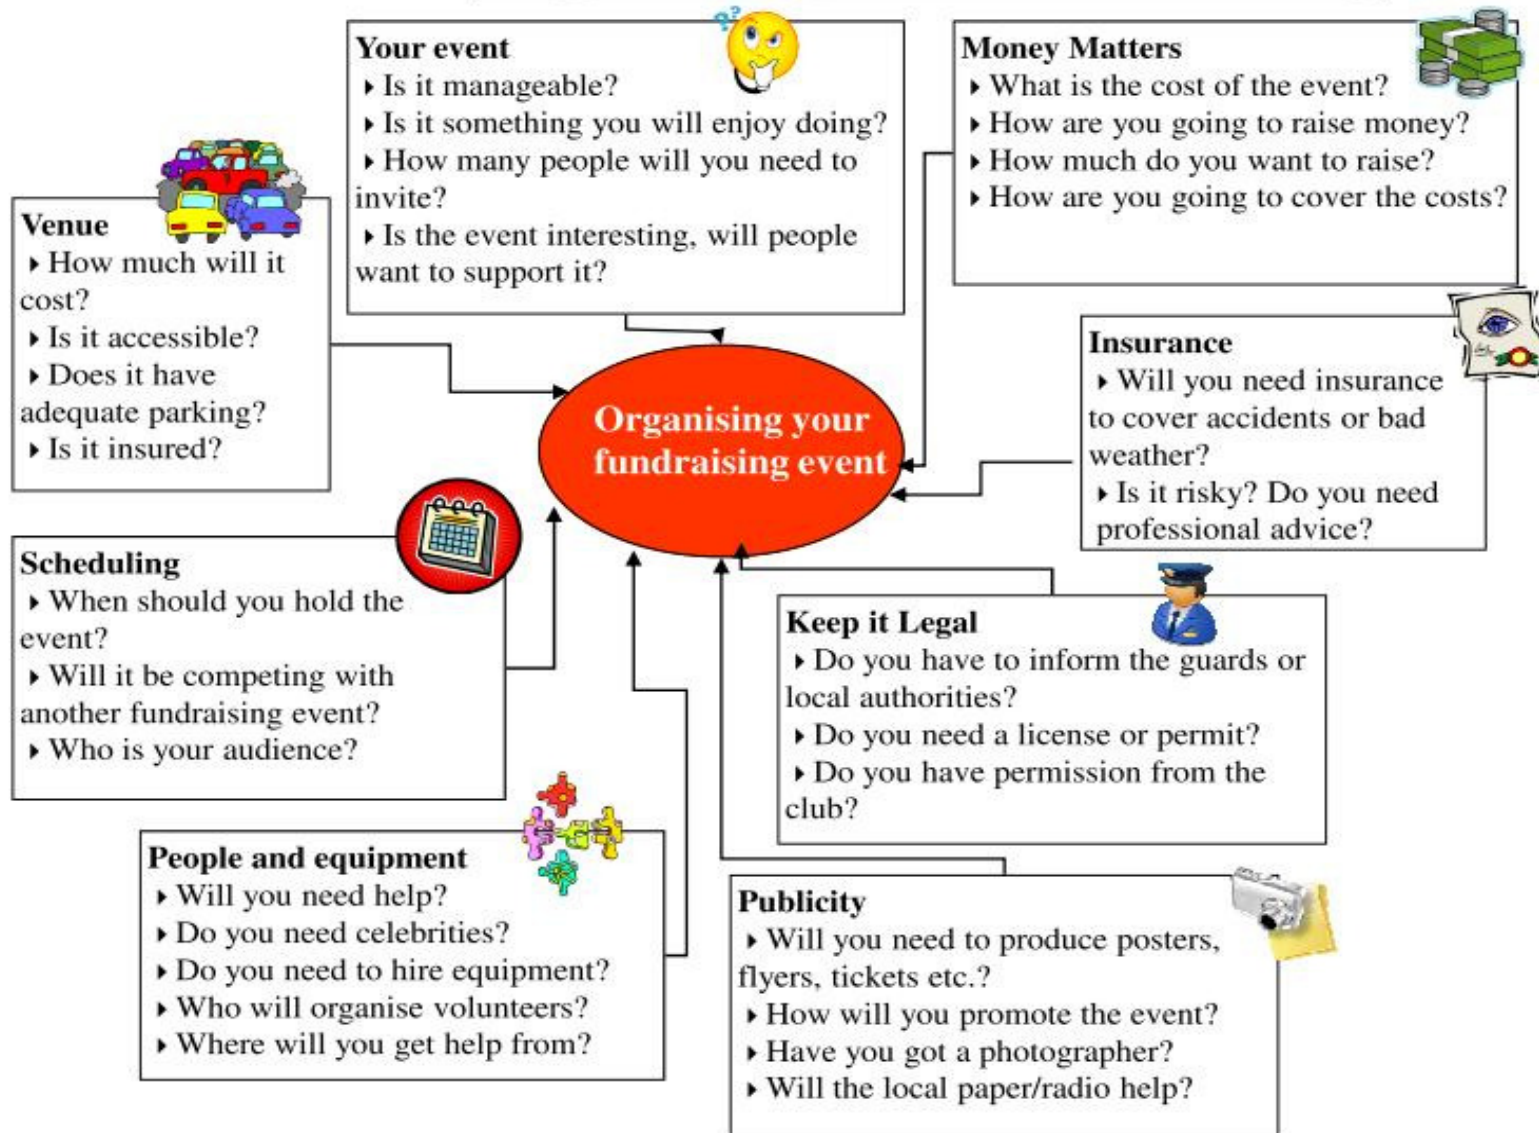 Your event
‣ Is it manageable?
‣ Is it something you will enjoy doing?
‣ How many people will you need to
invite?
‣ Is the event interesting, will people
want to support it?
Money Matters
‣ What is the cost of the event?
‣ How are you going to raise money?
‣ How much do you want to raise?
‣ How are you going to cover the costs?
Venue
‣ How much will it
cost?
‣ Is it accessible?
‣ Does it have
adequate parking?
‣ Is it insured?
Organising your
fundraising event
Insurance
‣ Will you need insurance
to cover accidents or bad
weather?
‣ Is it risky? Do you need
professional advice?
Scheduling
‣ When should you hold the
event?
‣ Will it be competing with
another fundraising event?
‣ Who is your audience?
Keep it Legal
‣ Do you have to inform the guards or
local authorities?
‣ Do you need a license or permit?
‣ Do you have permission from the
club?
People and equipment
‣ Will you need help?
‣ Do you need celebrities?
‣ Do you need to hire equipment?
‣ Who will organise volunteers?
‣ Where will you get help from?
Publicity
‣ Will you need to produce posters,
flyers, tickets etc.?
‣ How will you promote the event?
‣ Have you got a photographer?
‣ Will the local paper/radio help?